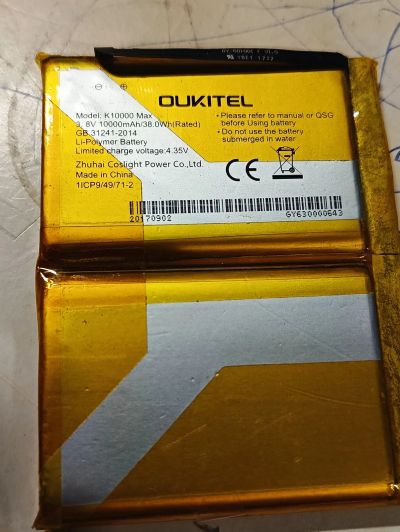 YBET 1722
OUKITEL
Model: K10000 Max
3.8V 10000mAh/38.0Wh(Rated)
GB 31241-2014
Li-Polymer Battery
Limited charge voltage:4.35V
Zhuhai Coslight Power Co.,Ltd.
Made in China
1ICP9/49/71-2
• Please refer to manual or QSG
before Using battery
• Do not use the battery
submerged in water
CE
20170902
GY630000643